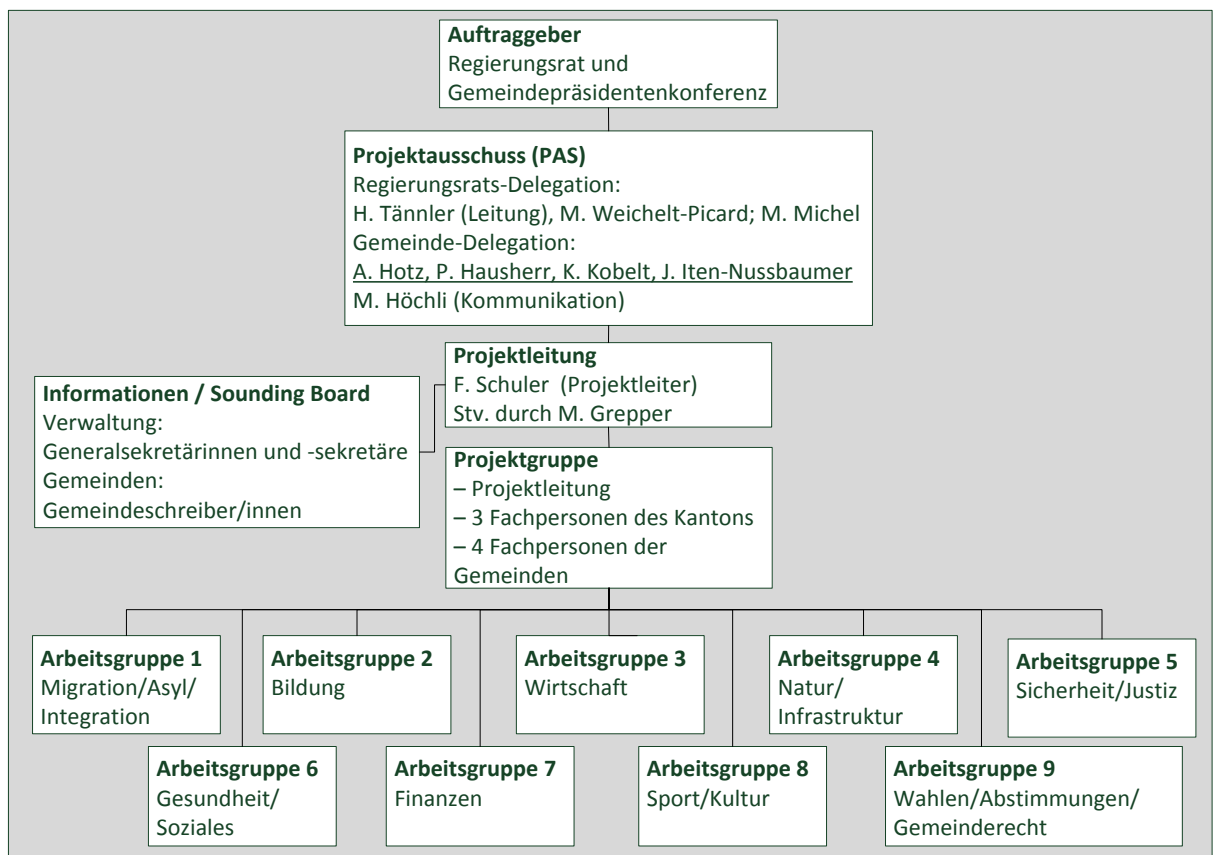 Auftraggeber
Regierungsrat und
Gemeindepräsidentenkonferenz
Projektausschuss (PAS)
Regierungsrats-Delegation:
H. Tännler (Leitung), M. Weichelt-Picard; M. Michel
Gemeinde-Delegation:
A. Hotz, P. Hausherr, K. Kobelt, J. Iten-Nussbaumer
M. Höchli (Kommunikation)
Projektleitung
F. Schuler (Projektleiter)
Stv. durch M. Grepper
Informationen / Sounding Board
Verwaltung:
Generalsekretärinnen und -sekretäre
Gemeinden:
Gemeindeschreiber/innen
Projektgruppe
– Projektleitung
– 3 Fachpersonen des Kantons
– 4 Fachpersonen der
Gemeinden
Arbeitsgruppe 1
Migration/Asyl/
Integration
Arbeitsgruppe 2
Bildung
Arbeitsgruppe 3
Wirtschaft
Arbeitsgruppe 4
Natur/
Infrastruktur
Arbeitsgruppe 5
Sicherheit/Justiz
Arbeitsgruppe 6
Gesundheit/
Soziales
Arbeitsgruppe 7
Finanzen
Arbeitsgruppe 8
Sport/Kultur
Arbeitsgruppe 9
Wahlen/Abstimmungen/
Gemeinderecht